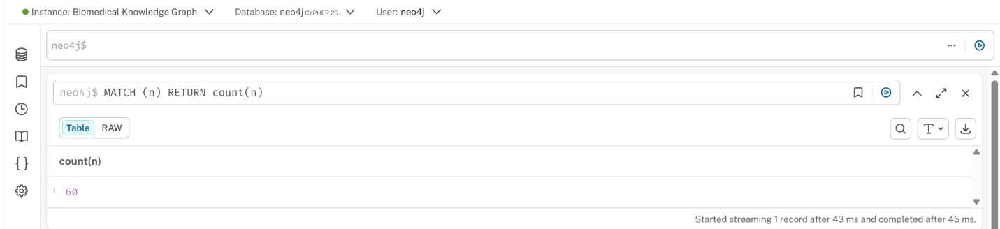 Instance: Biomedical Knowledge Graph Database: neo4j CYPHER 25 User: neo4j
neo4j$
neo4j$ MATCH (n) RETURN count(n)
Table RAW
T
count(n)
1 60
Started streaming 1 record after 43 ms and completed after 45 ms.